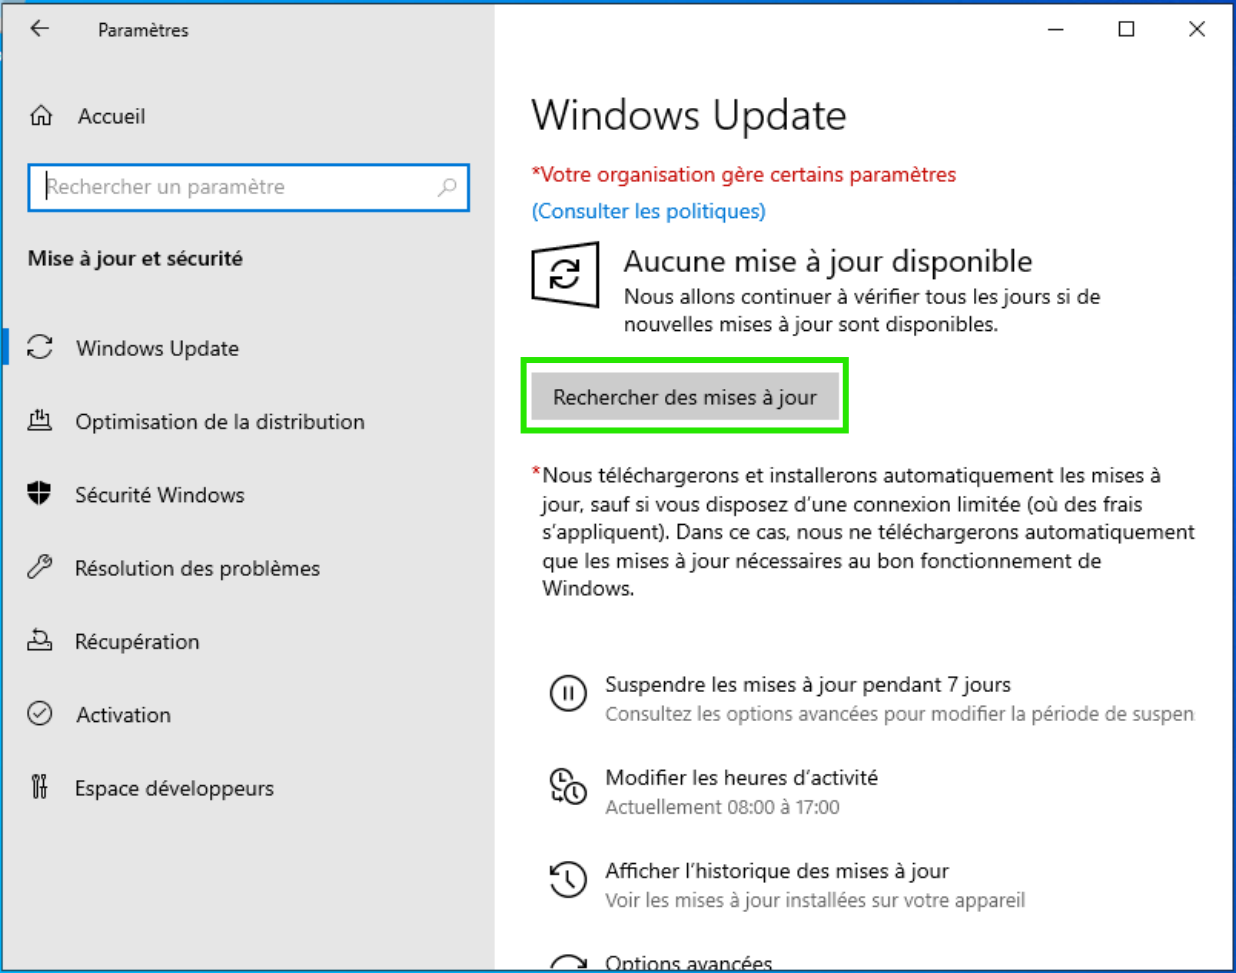 Paramètres
Accueil
Rechercher un paramètre
Mise à jour et sécurité
Windows Update
Optimisation de la distribution
Sécurité Windows
Résolution des problèmes
Récupération
Activation
Espace développeurs
Windows Update
*Votre organisation gère certains paramètres
(Consulter les politiques)
Aucune mise à jour disponible
Nous allons continuer à vérifier tous les jours si de
nouvelles mises à jour sont disponibles.
Rechercher des mises à jour
*Nous téléchargerons et installerons automatiquement les mises à
jour, sauf si vous disposez d’une connexion limitée (où des frais
s’appliquent). Dans ce cas, nous ne téléchargerons automatiquement
que les mises à jour nécessaires au bon fonctionnement de
Windows.
Suspendre les mises à jour pendant 7 jours
Consultez les options avancées pour modifier la période de suspen
Modifier les heures d’activité
Actuellement 08:00 à 17:00
Afficher l’historique des mises à jour
Voir les mises à jour installées sur votre appareil
Options avancées